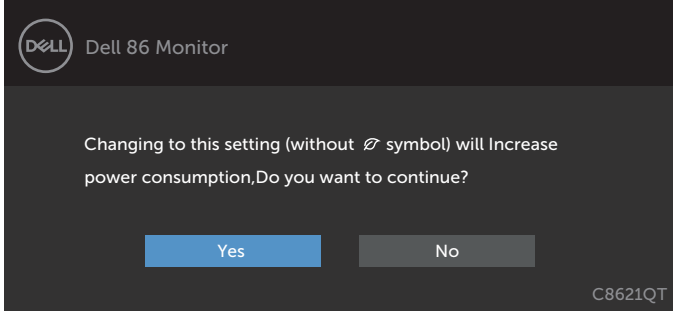 DELL
Dell 86 Monitor
Changing to this setting (without symbol) will Increase
power consumption,Do you want to continue?
Yes
No
C8621QT